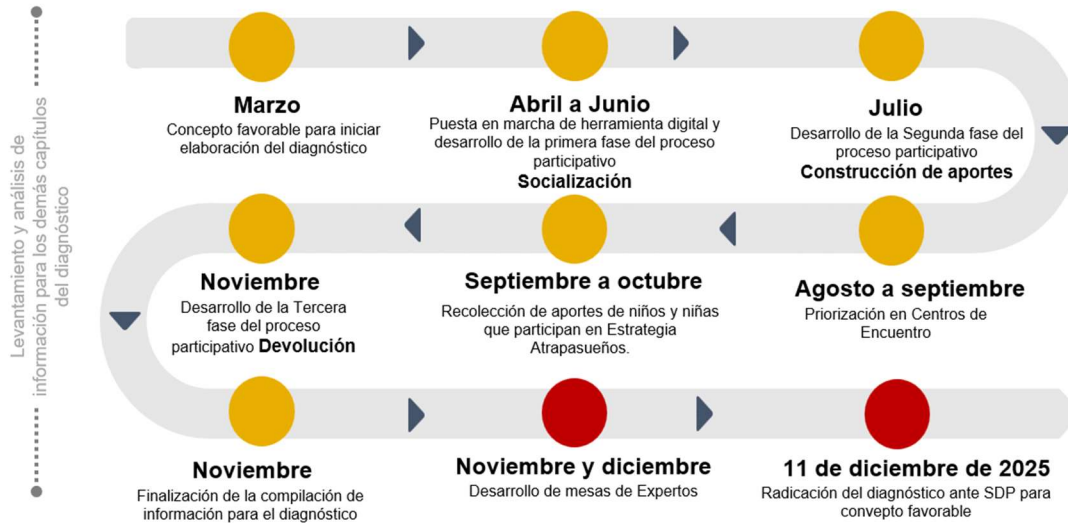 Levantamiento y análisis de
información para los demás capítulos
del diagnóstico
Marzo
Concepto favorable para iniciar
elaboración del diagnóstico
Abril a Junio
Puesta en marcha de herramienta digital y
desarrollo de la primera fase del proceso
participativo
Socialización
Julio
Desarrollo de la Segunda fase del
proceso participativo
Construcción de aportes
Agosto a septiembre
Priorización en Centros de
Encuentro
Septiembre a octubre
Recolección de aportes de niños y niñas
que participan en Estrategia
Atrapasueños.
Noviembre
Desarrollo de la Tercera
fase del proceso
participativo Devolución
Noviembre
Finalización de la compilación de
información para el diagnóstico
Noviembre y diciembre
Desarrollo de mesas de Expertos
11 de diciembre de 2025
Radicación del diagnóstico ante SDP para
convepto favorable